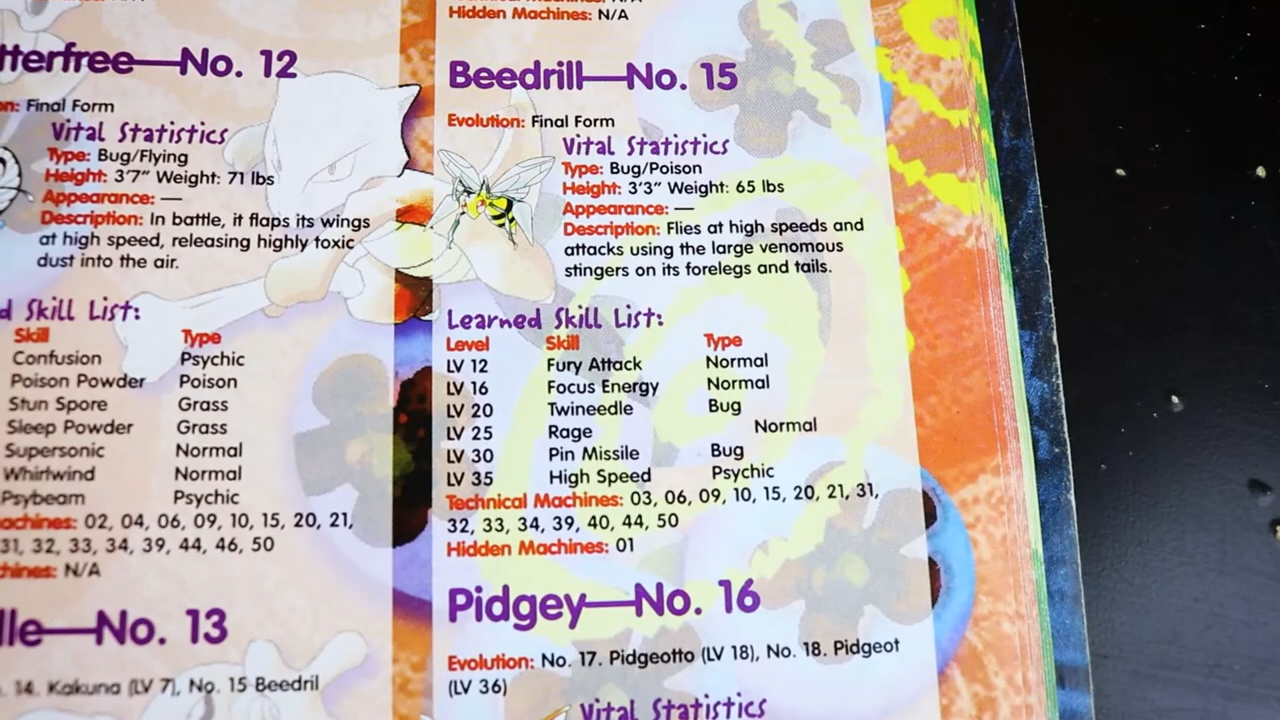 tterfree—No. 12
n: Final Form
Vital Statistics
Type: Bug/Flying
Height: 3'7" Weight: 71 lbs
Appearance: —
Description: In battle, it flaps its wings
at high speed, releasing highly toxic
dust into the air.
d Skill List:
Skill Type
Confusion Psychic
Poison Powder Poison
Stun Spore Grass
Sleep Powder Grass
Supersonic Normal
Whirlwind Normal
Psybeam Psychic
achines: 02, 04, 06, 09, 10, 15, 20, 21,
31, 32, 33, 34, 39, 44, 46, 50
chines: N/A
lle—No. 13
. 14. Kakuna (LV 7), No. 15 Beedril
Hidden Machines: N/A
Beedrill—No. 15
Evolution: Final Form
Vital Statistics
Type: Bug/Poison
Height: 3'3" Weight: 65 lbs
Appearance: —
Description: Flies at high speeds and
attacks using the large venomous
stingers on its forelegs and tails.
Learned Skill List:
Level Skill Type
LV 12 Fury Attack Normal
LV 16 Focus Energy Normal
LV 20 Twineedle Bug
LV 25 Rage Normal
LV 30 Pin Missile Bug
LV 35 High Speed Psychic
Technical Machines: 03, 06, 09, 10, 15, 20, 21, 31,
32, 33, 34, 39, 40, 44, 50
Hidden Machines: 01
Pidgey—No. 16
Evolution: No. 17. Pidgeotto (LV 18), No. 18. Pidgeot
(LV 36)
Vital Statistics